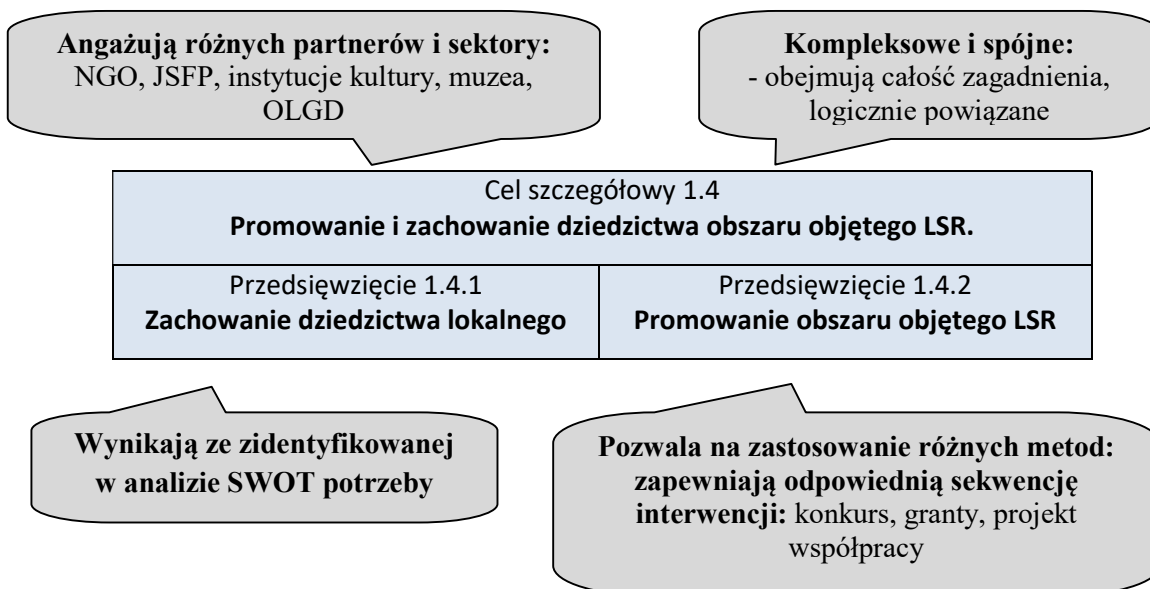 Angażują różnych partnerów i sektory:
NGO, JSFP, instytucje kultury, muzea,
OLGD
Kompleksowe i spójne:
- obejmują całość zagadnienia,
logicznie powiązane
Cel szczegółowy 1.4
Promowanie i zachowanie dziedzictwa obszaru objętego LSR.
Przedsięwzięcie 1.4.1
Zachowanie dziedzictwa lokalnego
Przedsięwzięcie 1.4.2
Promowanie obszaru objętego LSR
Wynikają ze zidentyfikowanej
w analizie SWOT potrzeby
Pozwala na zastosowanie różnych metod:
zapewniają odpowiednią sekwencję
interwencji: konkurs, granty, projekt
współpracy